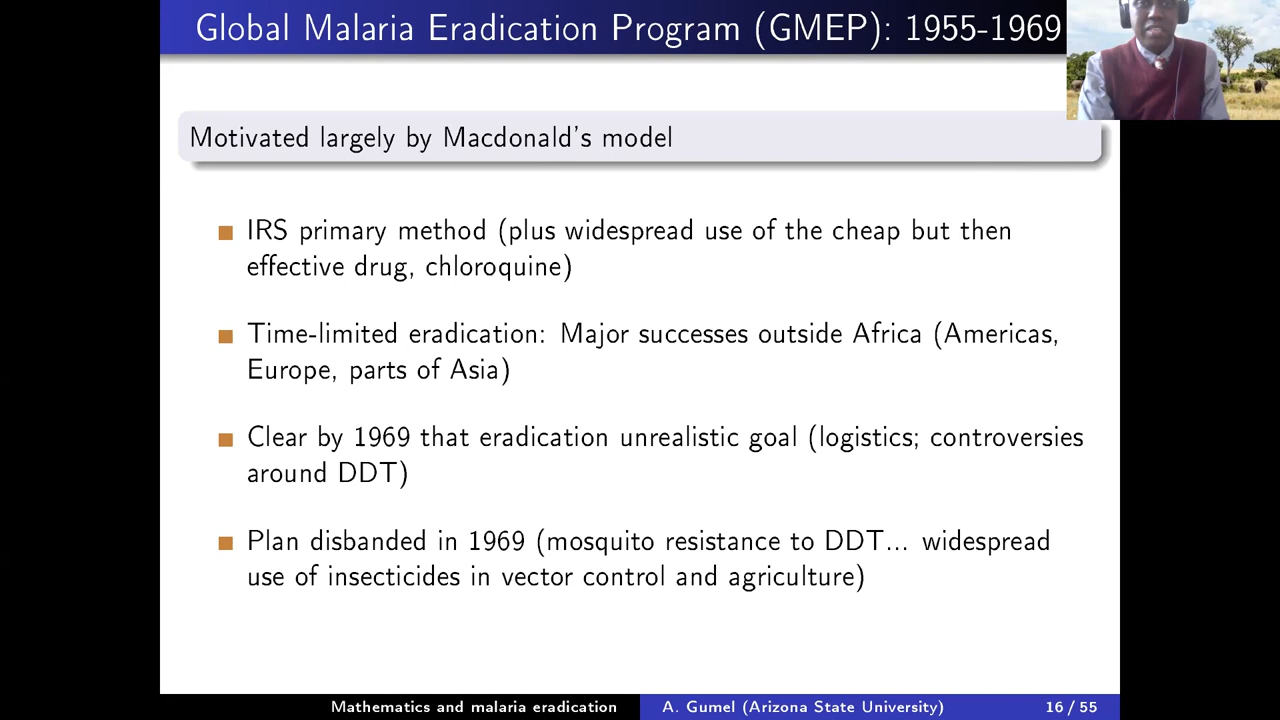 Global Malaria Eradication Program (GMEP): 1955-1969
Motivated largely by Macdonald's model
IRS primary method (plus widespread use of the cheap but then
effective drug, chloroquine)
Time-limited eradication: Major successes outside Africa (Americas,
Europe, parts of Asia)
Clear by 1969 that eradication unrealistic goal (logistics; controversies
around DDT)
Plan disbanded in 1969 (mosquito resistance to DDT... widespread
use of insecticides in vector control and agriculture)
Mathematics and malaria eradication A. Gumel (Arizona State University) 16 / 55